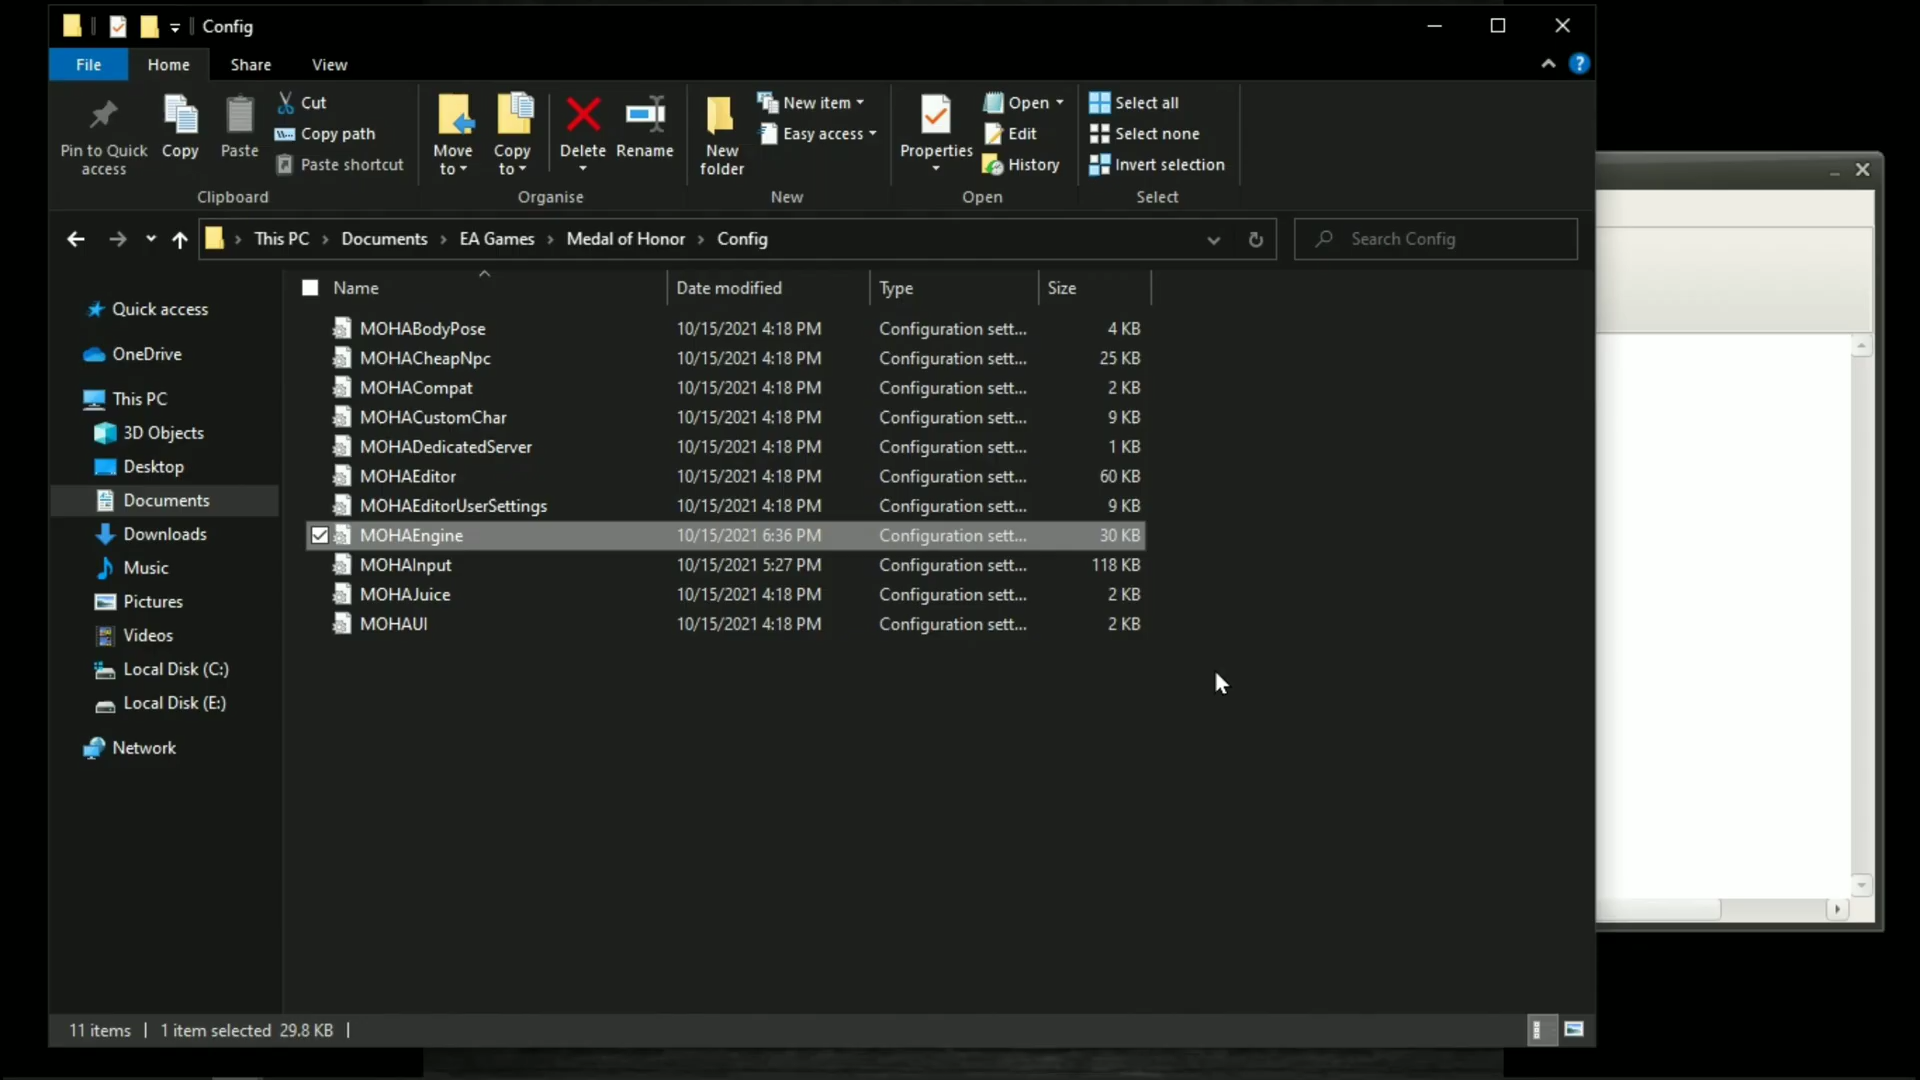 Config
File Home Share View
Pin to Quick access
Copy
Paste
Cut
Copy path
Paste shortcut
Clipboard
Move to
Copy to
Delete
Rename
Organise
New folder
New item
Easy access
New
Properties
Open
Edit
History
Open
Select all
Select none
Invert selection
Select
This PC > Documents > EA Games > Medal of Honor > Config
Search Config
Quick access
OneDrive
This PC
3D Objects
Desktop
Documents
Downloads
Music
Pictures
Videos
Local Disk (C:)
Local Disk (E:)
Network
Name Date modified Type Size
MOHABodyPose 10/15/2021 4:18 PM Configuration sett... 4 KB
MOHACheapNpc 10/15/2021 4:18 PM Configuration sett... 25 KB
MOHACompat 10/15/2021 4:18 PM Configuration sett... 2 KB
MOHACustomChar 10/15/2021 4:18 PM Configuration sett... 9 KB
MOHADedicatedServer 10/15/2021 4:18 PM Configuration sett... 1 KB
MOHAEditor 10/15/2021 4:18 PM Configuration sett... 60 KB
MOHAEditorUserSettings 10/15/2021 4:18 PM Configuration sett... 9 KB
MOHAEngine 10/15/2021 6:36 PM Configuration sett... 30 KB
MOHAInput 10/15/2021 5:27 PM Configuration sett... 118 KB
MOHAJuice 10/15/2021 4:18 PM Configuration sett... 2 KB
MOHAUI 10/15/2021 4:18 PM Configuration sett... 2 KB
11 items | 1 item selected 29.8 KB |